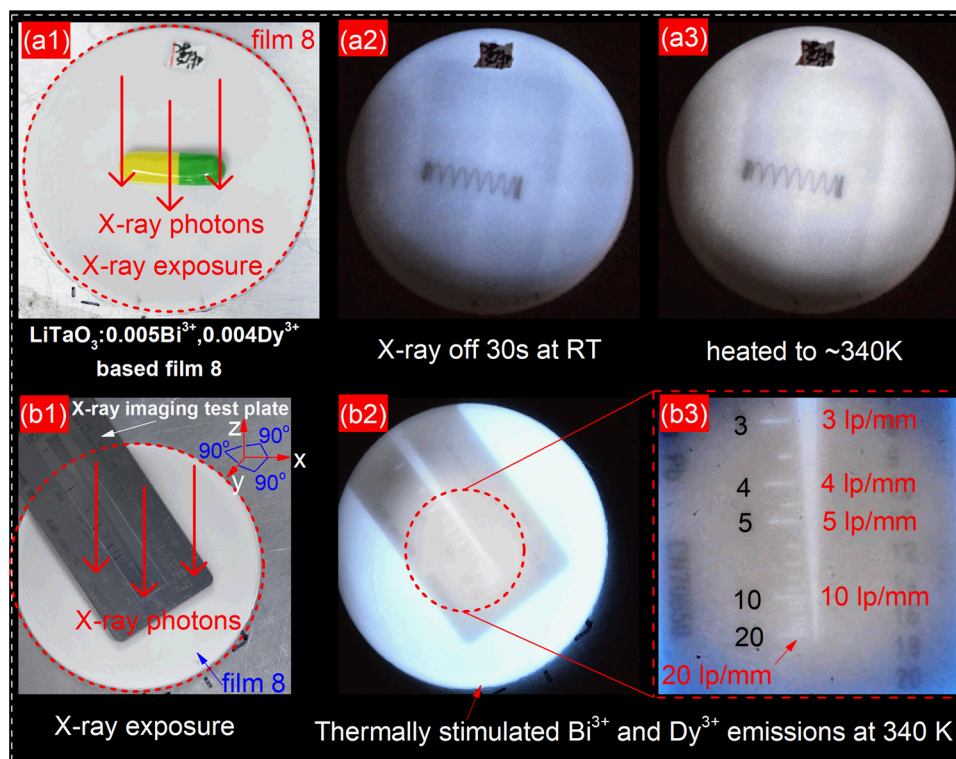 (a1)
film 8
X-ray photons
X-ray exposure
LiTaO₃:0.005Bi³⁺,0.004Dy³⁺
based film 8
(a2)
X-ray off 30s at RT
(a3)
heated to ~340K
(b1)
X-ray imaging test plate
z
90°
90°
x
y
90°
X-ray photons
film 8
X-ray exposure
(b2)
(b3)
3
3 lp/mm
4
4 lp/mm
5
5 lp/mm
10
10 lp/mm
20
20 lp/mm
Thermally stimulated Bi³⁺ and Dy³⁺ emissions at 340 K